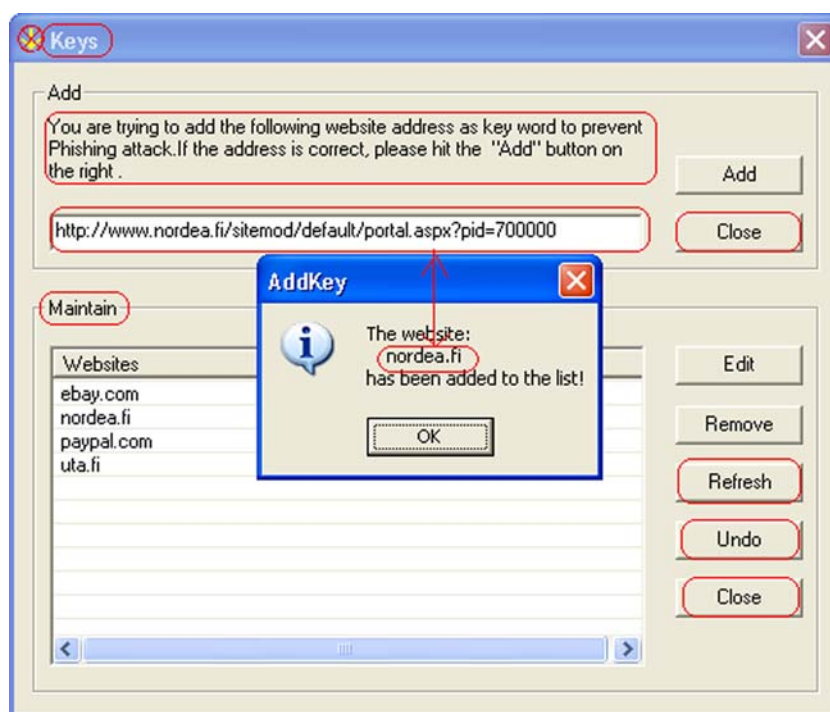 Keys
Add
You are trying to add the following website address as key word to prevent
Phishing attack.If the address is correct, please hit the "Add" button on
the right .
Add
http://www.nordea.fi/sitemod/default/portal.aspx?pid=700000
Close
AddKey
The website:
nordea.fi
has been added to the list!
OK
Maintain
Websites
ebay.com
nordea.fi
paypal.com
uta.fi
Edit
Remove
Refresh
Undo
Close